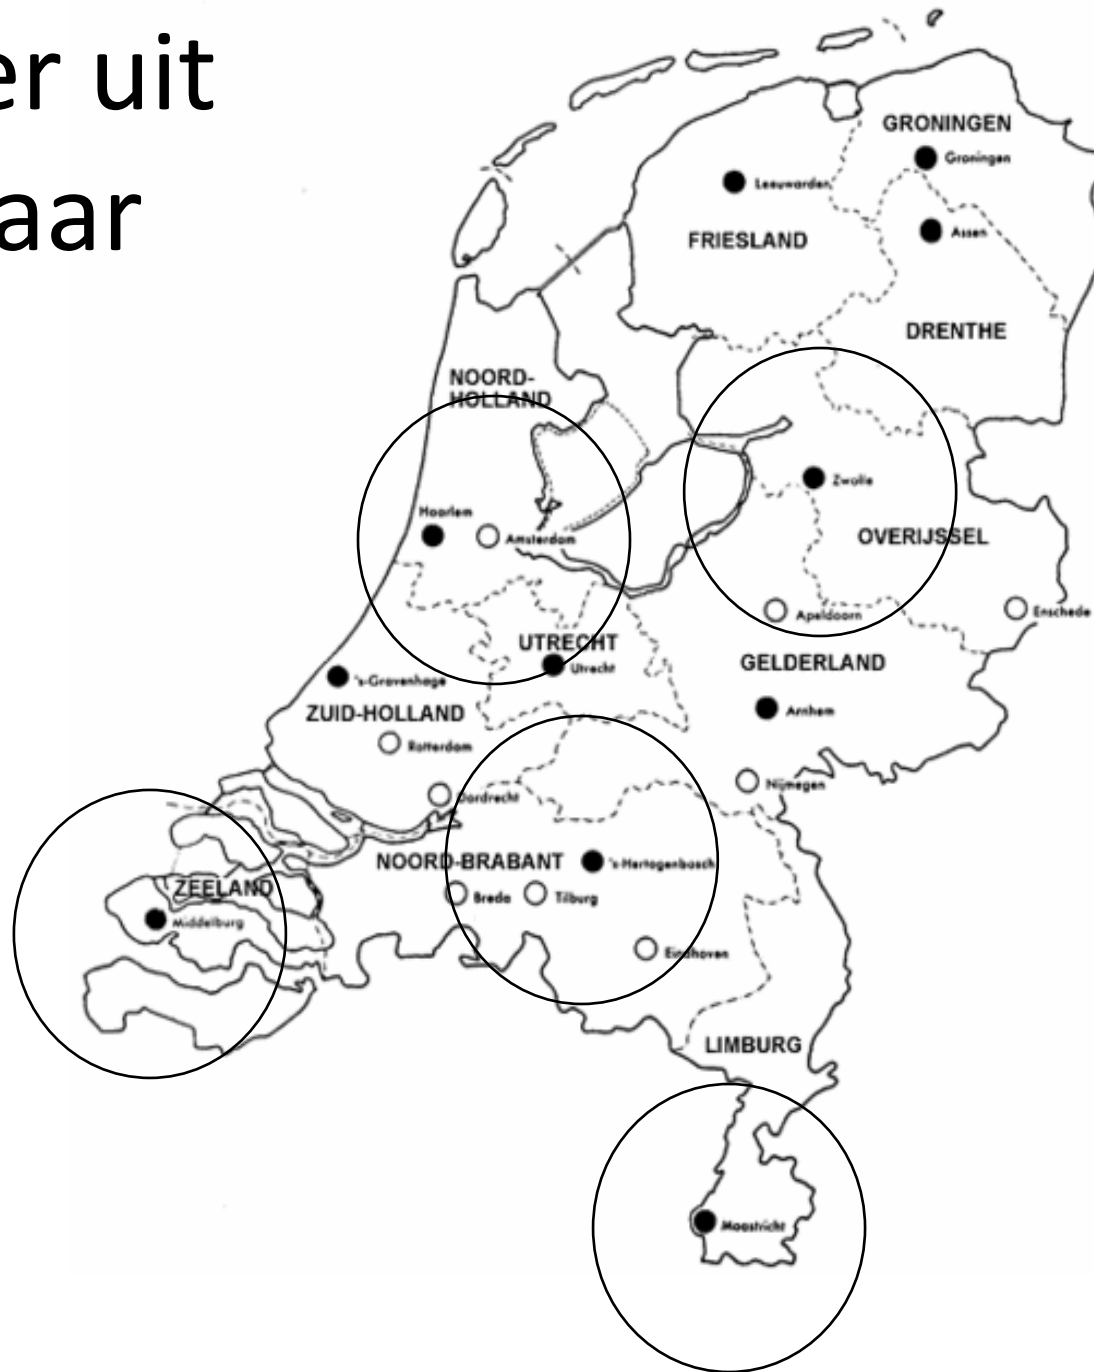 er uit
aar
GRONINGEN
Groningen
Leeuwarden
Assen
FRIESLAND
DRENTHE
NOORD-
HOLLAND
Zwolle
Haarlem
Amsterdam
OVERIJSSEL
Apeldoorn
Enschede
UTRECHT
Utrecht
GELDERLAND
's-Gravenhage
Arnhem
ZUID-HOLLAND
Rotterdam
Nijmegen
Dordrecht
NOORD-BRABANT
's-Hertogenbosch
ZEELAND
Breda
Tilburg
Middelburg
Eindhoven
LIMBURG
Maastricht